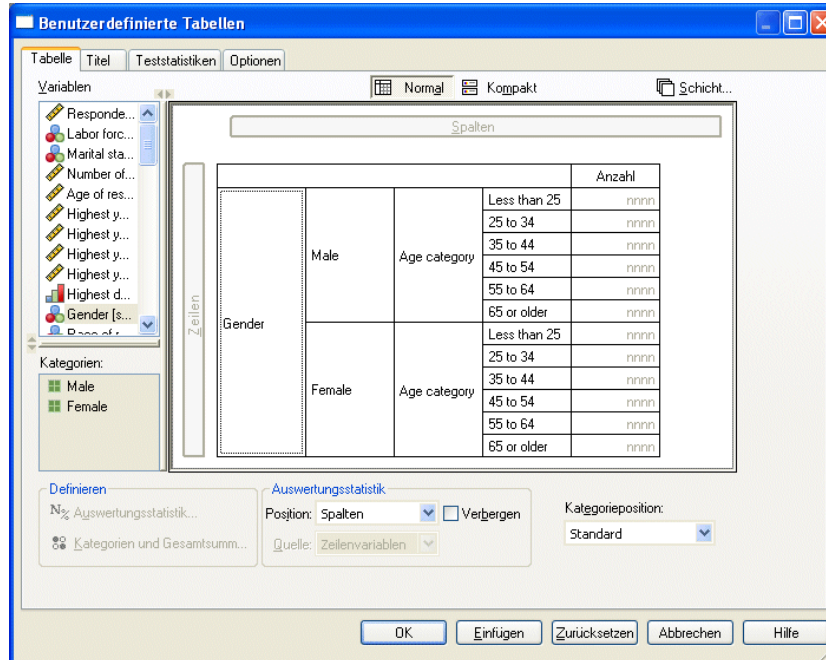 Benutzerdefinierte Tabellen
Tabelle Titel Teststatistiken Optionen
Variablen
Normal Kompakt Schicht...
Responde...
Labor forc...
Marital sta...
Number of...
Age of res...
Highest y...
Highest y...
Highest y...
Highest y...
Highest d...
Gender [s...
Kategorien:
Male
Female
Spalten
Zeilen
Anzahl
Gender
Male
Age category
Less than 25 nnnn
25 to 34 nnnn
35 to 44 nnnn
45 to 54 nnnn
55 to 64 nnnn
65 or older nnnn
Female
Age category
Less than 25 nnnn
25 to 34 nnnn
35 to 44 nnnn
45 to 54 nnnn
55 to 64 nnnn
65 or older nnnn
Definieren
N% Auswertungsstatistik...
Kategorien und Gesamtsumm...
Auswertungsstatistik
Position: Spalten Verbergen
Quelle: Zeilenvariablen
Kategorieposition:
Standard
OK Einfügen Zurücksetzen Abbrechen Hilfe